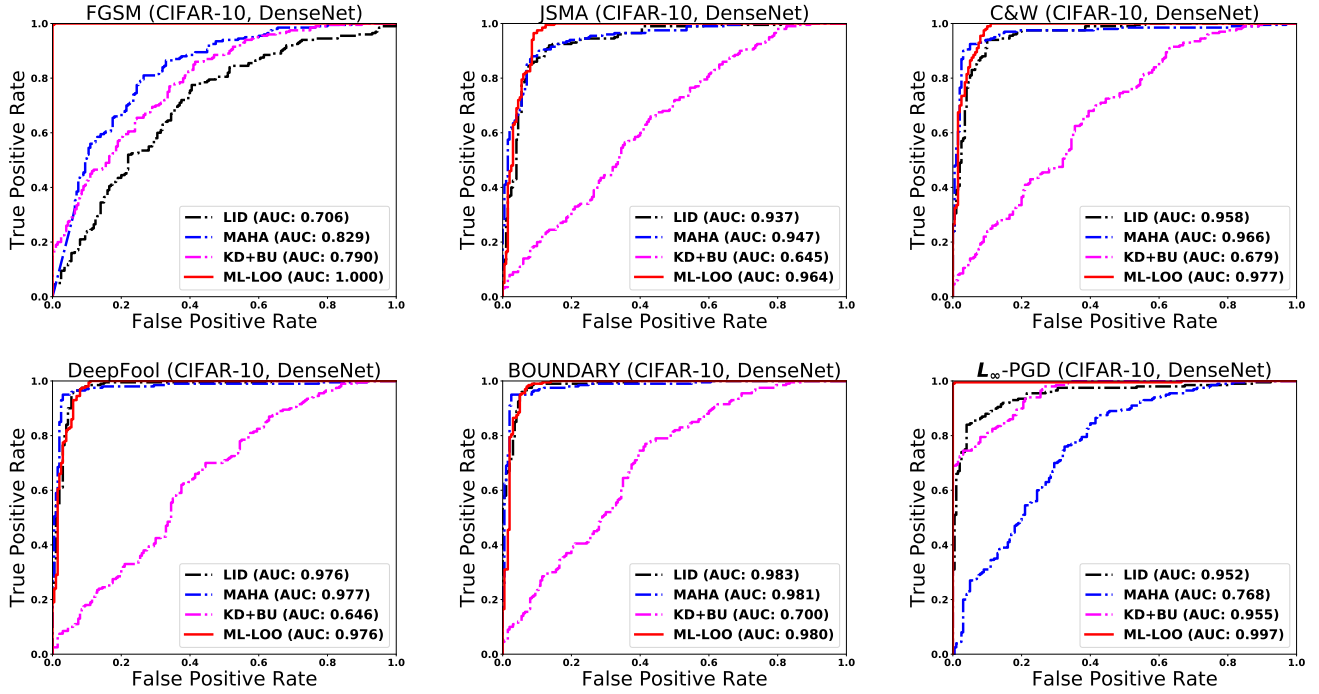 FGSM (CIFAR-10, DenseNet)
True Positive Rate
1.0
0.8
0.6
0.4
0.2
0.0
LID (AUC: 0.706)
MAHA (AUC: 0.829)
KD+BU (AUC: 0.790)
ML-LOO (AUC: 1.000)
0.0 0.2 0.4 0.6 0.8 1.0
False Positive Rate
JSMA (CIFAR-10, DenseNet)
True Positive Rate
1.0
0.8
0.6
0.4
0.2
0.0
LID (AUC: 0.937)
MAHA (AUC: 0.947)
KD+BU (AUC: 0.645)
ML-LOO (AUC: 0.964)
0.0 0.2 0.4 0.6 0.8 1.0
False Positive Rate
C&W (CIFAR-10, DenseNet)
True Positive Rate
1.0
0.8
0.6
0.4
0.2
0.0
LID (AUC: 0.958)
MAHA (AUC: 0.966)
KD+BU (AUC: 0.679)
ML-LOO (AUC: 0.977)
0.0 0.2 0.4 0.6 0.8 1.0
False Positive Rate
DeepFool (CIFAR-10, DenseNet)
True Positive Rate
1.0
0.8
0.6
0.4
0.2
0.0
LID (AUC: 0.976)
MAHA (AUC: 0.977)
KD+BU (AUC: 0.646)
ML-LOO (AUC: 0.976)
0.0 0.2 0.4 0.6 0.8 1.0
False Positive Rate
BOUNDARY (CIFAR-10, DenseNet)
True Positive Rate
1.0
0.8
0.6
0.4
0.2
0.0
LID (AUC: 0.983)
MAHA (AUC: 0.981)
KD+BU (AUC: 0.700)
ML-LOO (AUC: 0.980)
0.0 0.2 0.4 0.6 0.8 1.0
False Positive Rate
L∞-PGD (CIFAR-10, DenseNet)
True Positive Rate
1.0
0.8
0.6
0.4
0.2
0.0
LID (AUC: 0.952)
MAHA (AUC: 0.768)
KD+BU (AUC: 0.955)
ML-LOO (AUC: 0.997)
0.0 0.2 0.4 0.6 0.8 1.0
False Positive Rate